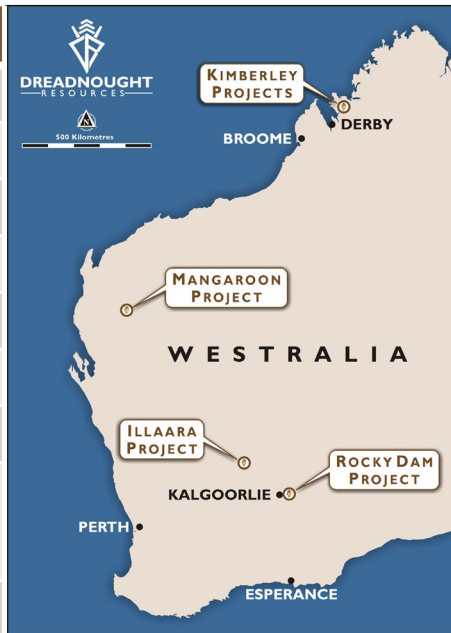 DREADNOUGHT
RESOURCES
N
500 Kilometres
KIMBERLEY
PROJECTS
DERBY
BROOME
MANGAROON
PROJECT
WESTRALIA
ILLAARA
PROJECT
ROCKY DAM
PROJECT
KALGOORLIE
PERTH
ESPERANCE